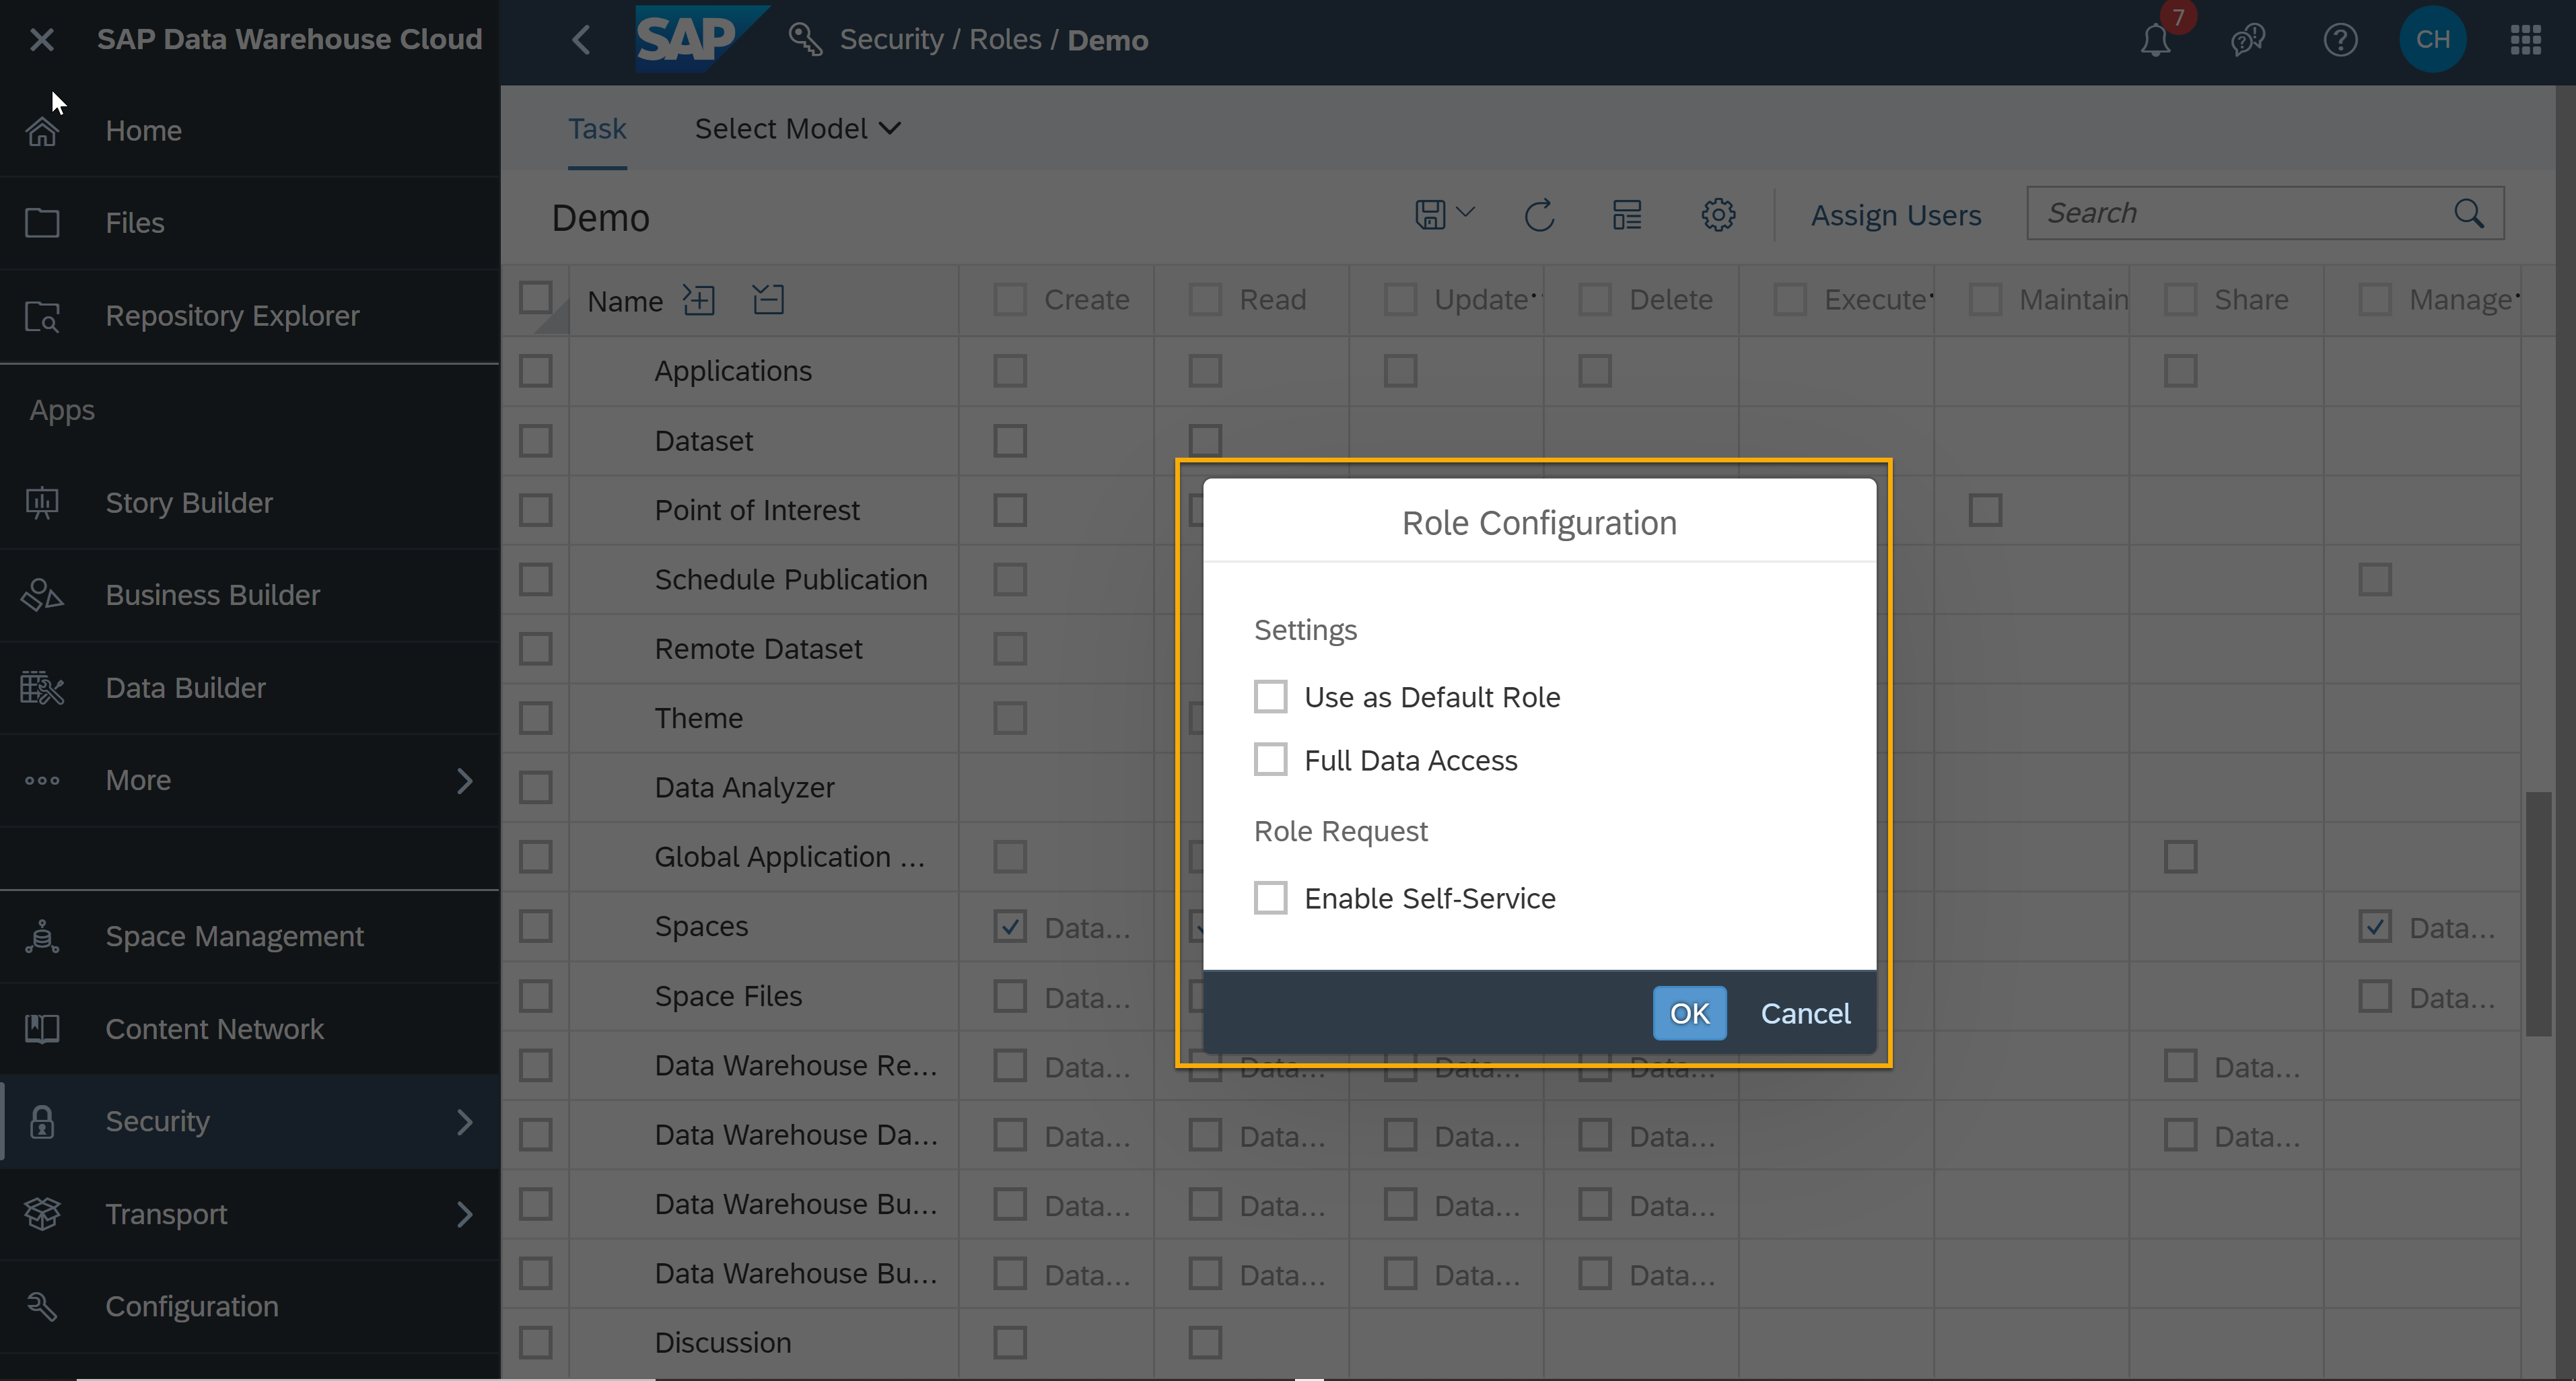 SAP Data Warehouse Cloud
SAP
Security / Roles / Demo
7
CH
Home
Files
Repository Explorer
Apps
Story Builder
Business Builder
Data Builder
More
Space Management
Content Network
Security
Transport
Configuration
Task
Select Model
Demo
Assign Users
Search
Name Create Read Update Delete Execute Maintain Share Manage
Applications
Dataset
Point of Interest
Schedule Publication
Remote Dataset
Theme
Data Analyzer
Global Application ...
Spaces Data... Data...
Space Files Data... Data...
Data Warehouse Re... Data... Data... Data... Data... Data...
Data Warehouse Da... Data... Data... Data... Data... Data...
Data Warehouse Bu... Data... Data... Data... Data...
Data Warehouse Bu... Data... Data... Data... Data...
Discussion
Role Configuration
Settings
Use as Default Role
Full Data Access
Role Request
Enable Self-Service
OK Cancel